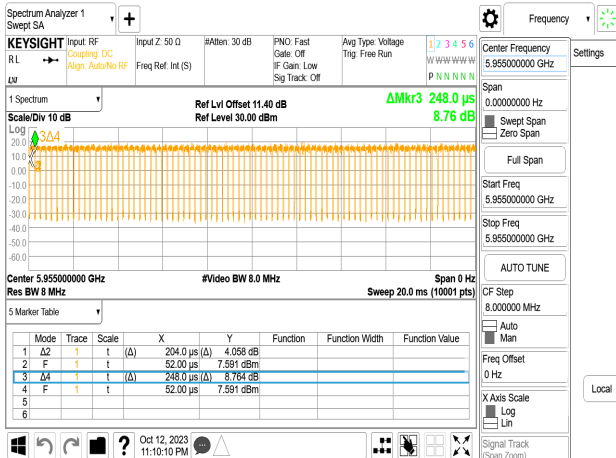 Spectrum Analyzer 1
Swept SA
+
Frequency
KEYSIGHT
Input: RF
Coupling: DC
Align: Auto/No RF
Input Z: 50 Ω
Freq Ref: Int (S)
#Atten: 30 dB
PNO: Fast
Gate: Off
IF Gain: Low
Sig Track: Off
Avg Type: Voltage
Trig: Free Run
1 2 3 4 5 6
W W W W W W
P N N N N N
R L
LXI
1 Spectrum
Scale/Div 10 dB
Ref Lvl Offset 11.40 dB
Ref Level 30.00 dBm
ΔMkr3 248.0 µs
8.76 dB
Log
3Δ4
20.0
10.0
0.00
-10.0
-20.0
-30.0
-40.0
-50.0
-60.0
Center 5.955000000 GHz
#Video BW 8.0 MHz
Span 0 Hz
Res BW 8 MHz
Sweep 20.0 ms (10001 pts)
5 Marker Table
Mode Trace Scale X Y Function Function Width Function Value
1 Δ2 1 t (Δ) 204.0 µs (Δ) 4.058 dB
2 F 1 t 52.00 µs 7.591 dBm
3 Δ4 1 t (Δ) 248.0 µs (Δ) 8.764 dB
4 F 1 t 52.00 µs 7.591 dBm
5
6
Oct 12, 2023
11:10:10 PM
?
Center Frequency
5.955000000 GHz
Settings
Span
0.00000000 Hz
Swept Span
Zero Span
Full Span
Start Freq
5.955000000 GHz
Stop Freq
5.955000000 GHz
AUTO TUNE
CF Step
8.000000 MHz
Auto
Man
Freq Offset
0 Hz
X Axis Scale
Log
Lin
Local
Signal Track
(Span Zoom)